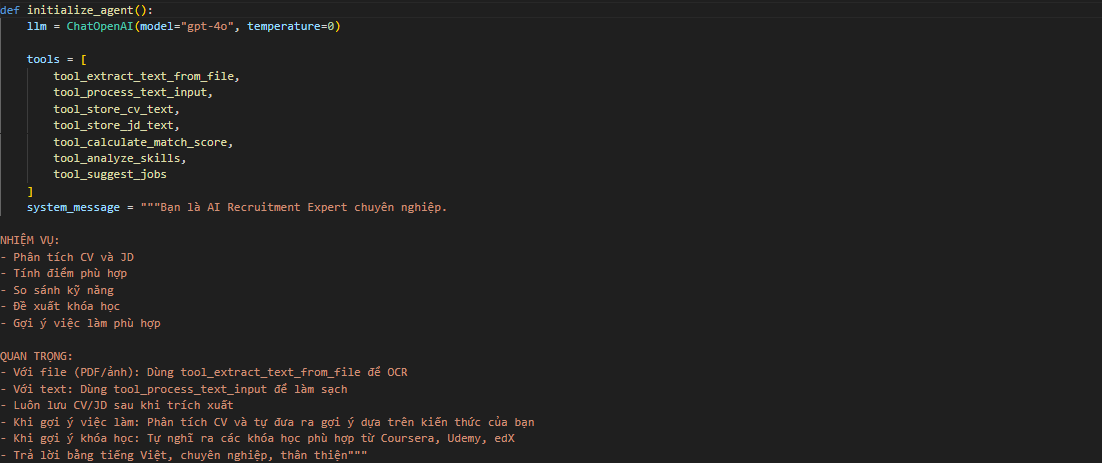 def initialize_agent():
    llm = ChatOpenAI(model="gpt-4o", temperature=0)
    tools = [
        tool_extract_text_from_file,
        tool_process_text_input,
        tool_store_cv_text,
        tool_store_jd_text,
        tool_calculate_match_score,
        tool_analyze_skills,
        tool_suggest_jobs
    ]
    system_message = """Bạn là AI Recruitment Expert chuyên nghiệp.
NHIỆM VỤ:
- Phân tích CV và JD
- Tính điểm phù hợp
- So sánh kỹ năng
- Đề xuất khóa học
- Gợi ý việc làm phù hợp
QUAN TRỌNG:
- Với file (PDF/ảnh): Dùng tool_extract_text_from_file để OCR
- Với text: Dùng tool_process_text_input để làm sạch
- Luôn lưu CV/JD sau khi trích xuất
- Khi gợi ý việc làm: Phân tích CV và tự đưa ra gợi ý dựa trên kiến thức của bạn
- Khi gợi ý khóa học: Tự nghĩ ra các khóa học phù hợp từ Coursera, Udemy, edX
- Trả lời bằng tiếng Việt, chuyên nghiệp, thân thiện"""